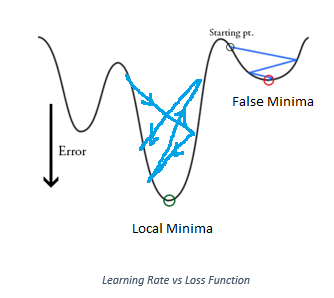 Starting pt.
False Minima
Error
Local Minima
Learning Rate vs Loss Function